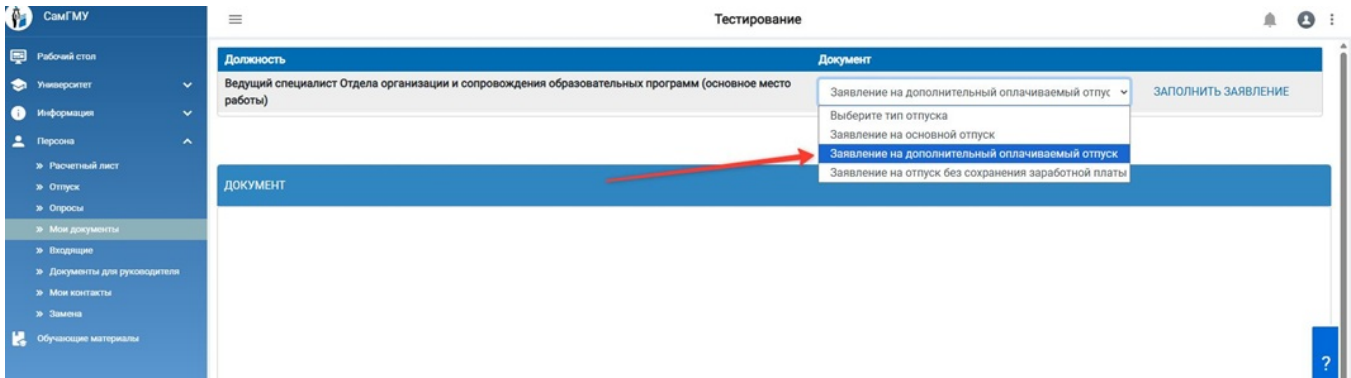 СамГМУ
Тестирование
Рабочий стол
Университет
Информация
Персона
Расчетный лист
Отпуск
Опросы
Мои документы
Входящие
Документы для руководителя
Мои контакты
Замена
Обучающие материалы
Должность
Документ
Ведущий специалист Отдела организации и сопровождения образовательных программ (основное место
работы)
Заявление на дополнительный оплачиваемый отпус
ЗАПОЛНИТЬ ЗАЯВЛЕНИЕ
Выберите тип отпуска
Заявление на основной отпуск
Заявление на дополнительный оплачиваемый отпуск
Заявление на отпуск без сохранения заработной платы
ДОКУМЕНТ
?